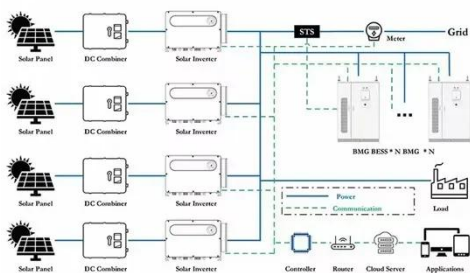 STS
Meter
Grid
Solar Panel
DC Combiner
Solar Inverter
Solar Panel
DC Combiner
Solar Inverter
BMG BESS * N BMG * N
Solar Panel
DC Combiner
Solar Inverter
Power
Communication
Load
Solar Panel
DC Combiner
Solar Inverter
Controller
Router
Cloud Server
Applications